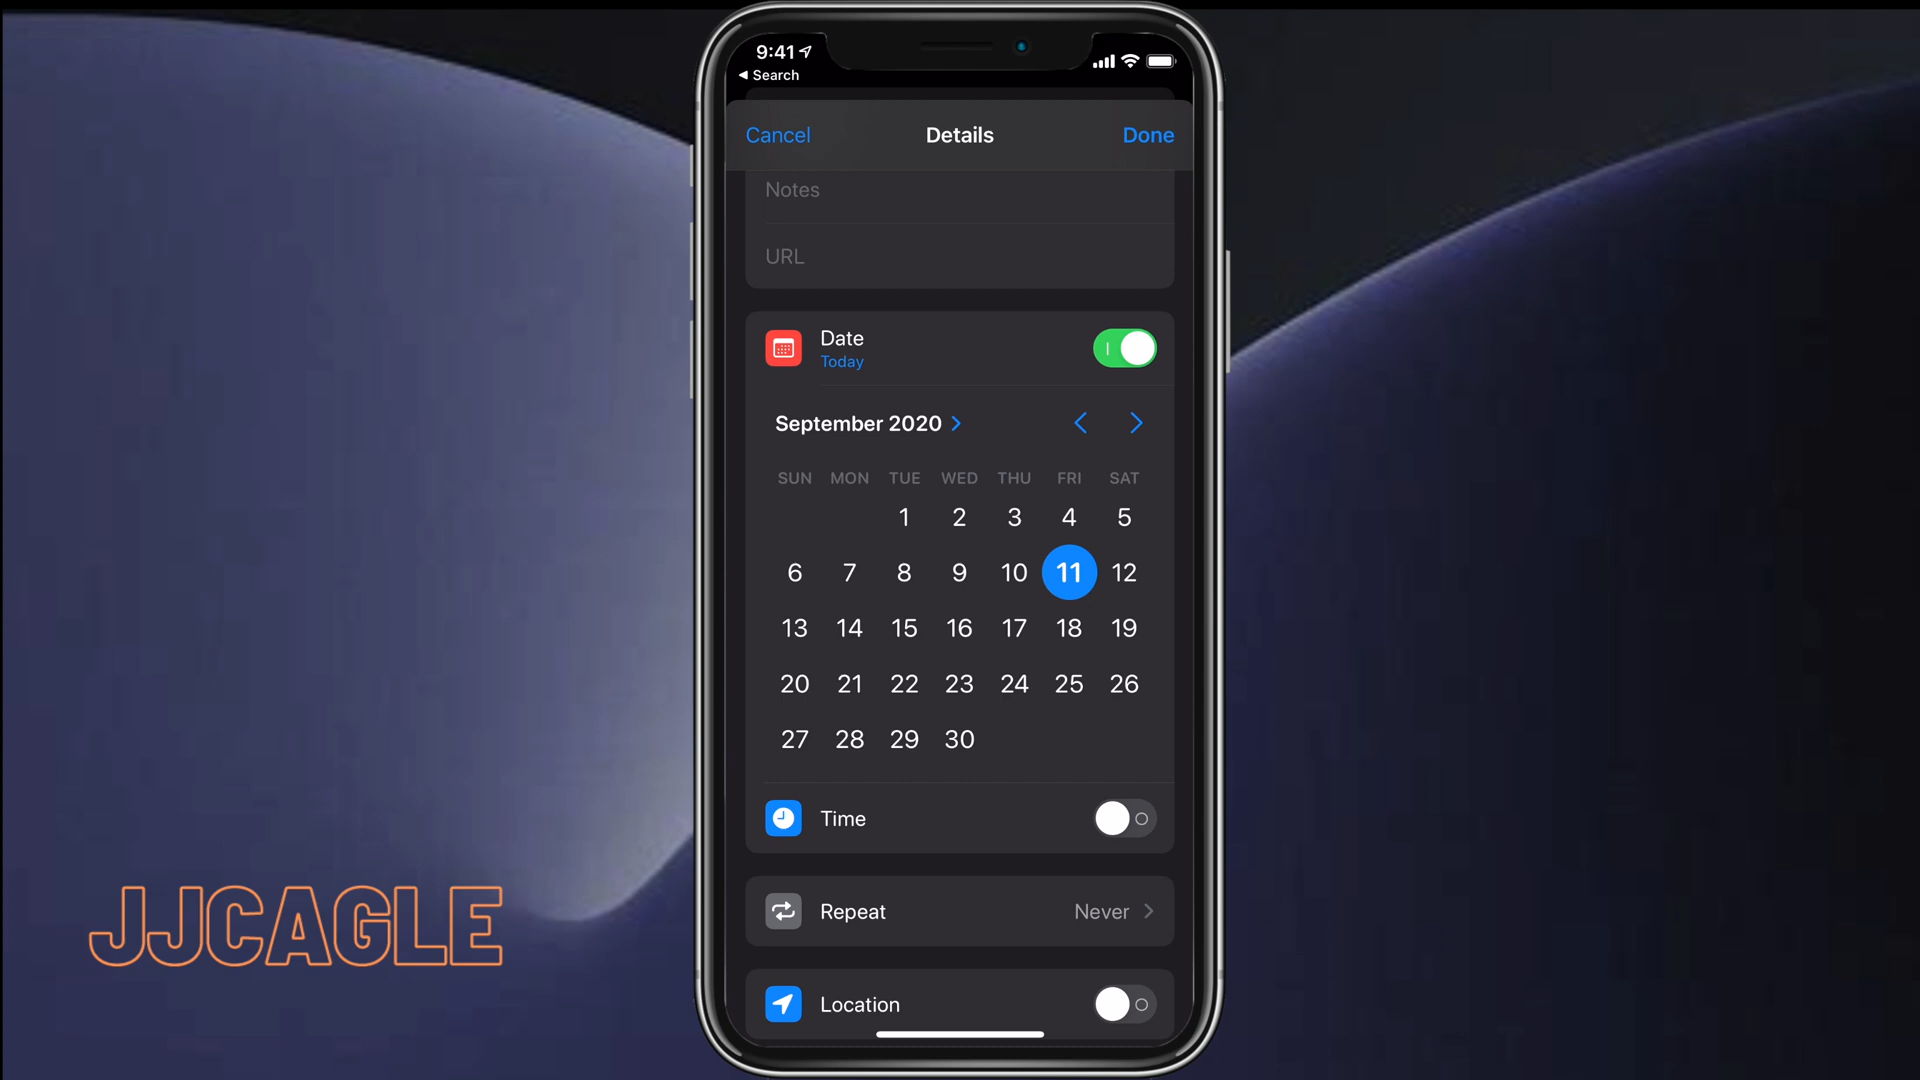 9:41
Search
Cancel Details Done
Notes
URL
Date
Today
September 2020
SUN MON TUE WED THU FRI SAT
1 2 3 4 5
6 7 8 9 10 11 12
13 14 15 16 17 18 19
20 21 22 23 24 25 26
27 28 29 30
Time
Repeat Never
Location
JJCAGLE